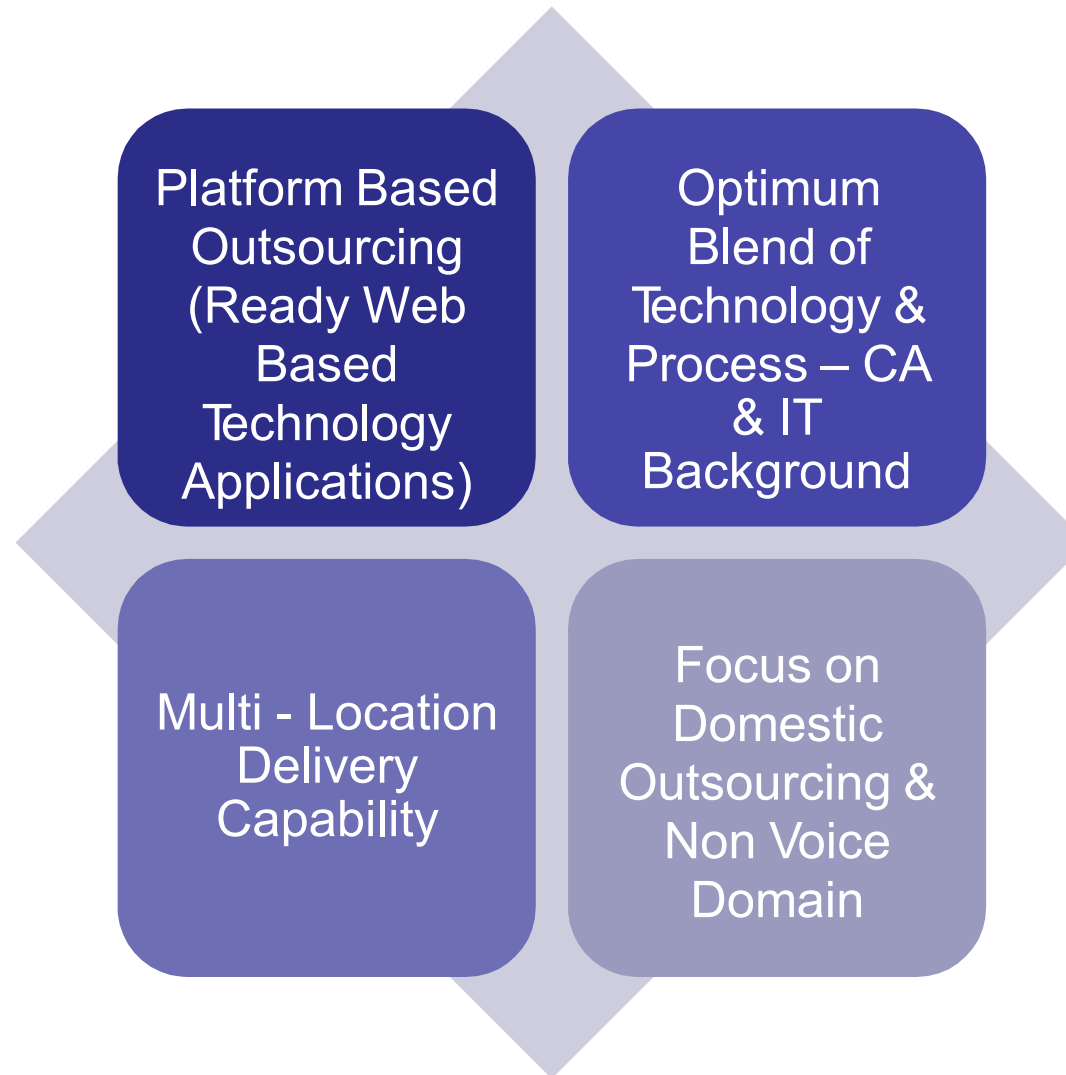 Platform Based
Outsourcing
(Ready Web
Based
Technology
Applications)
Optimum
Blend of
Technology &
Process – CA
& IT
Background
Multi - Location
Delivery
Capability
Focus on
Domestic
Outsourcing &
Non Voice
Domain